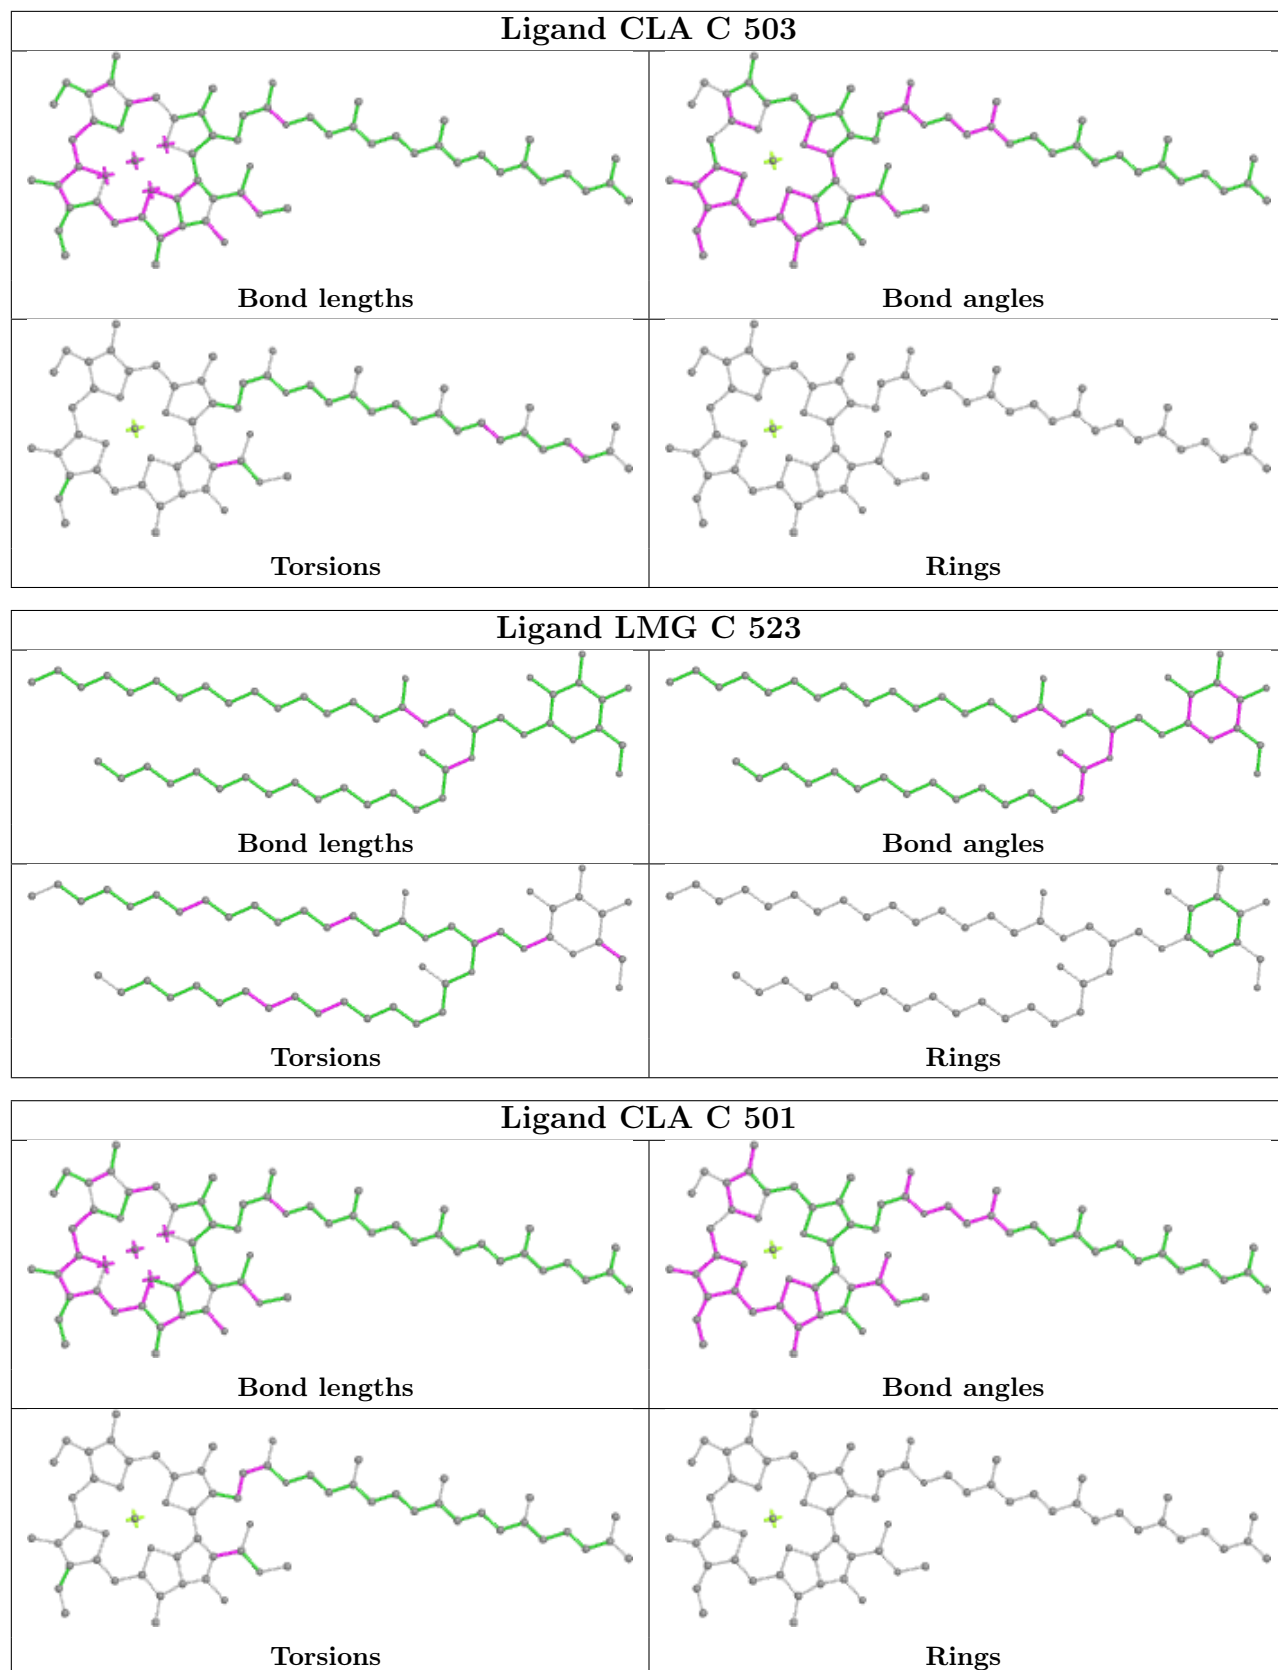 Ligand CLA C 503
Bond lengths
Bond angles
Torsions
Rings
Ligand LMG C 523
Bond lengths
Bond angles
Torsions
Rings
Ligand CLA C 501
Bond lengths
Bond angles
Torsions
Rings